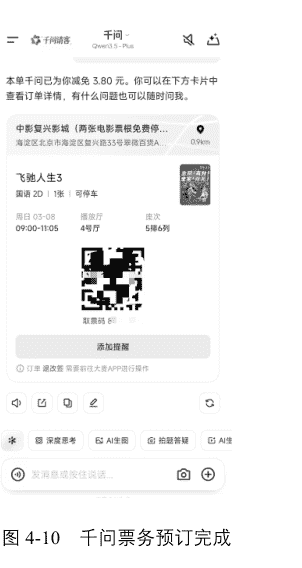 千问请客
千问
Qwen3.5-Plus
本单千问已为你减免 3.80 元。你可以在下方卡片中
查看订单详情，有什么问题也可以随时问我。
中影复兴影城（两张电影票根免费停...
海淀区北京市海淀区复兴路33号翠微百货A...
0.9km
飞驰人生3
国语 2D | 1张 | 可停车
周日 03-08 播放厅 座次
09:00-11:05 4号厅 5排6列
取票码
添加提醒
订单 退改签 需要前往大麦APP进行操作
深度思考 AI生图 拍题答疑 AI生
发消息或按住说话...
图 4-10 千问票务预订完成